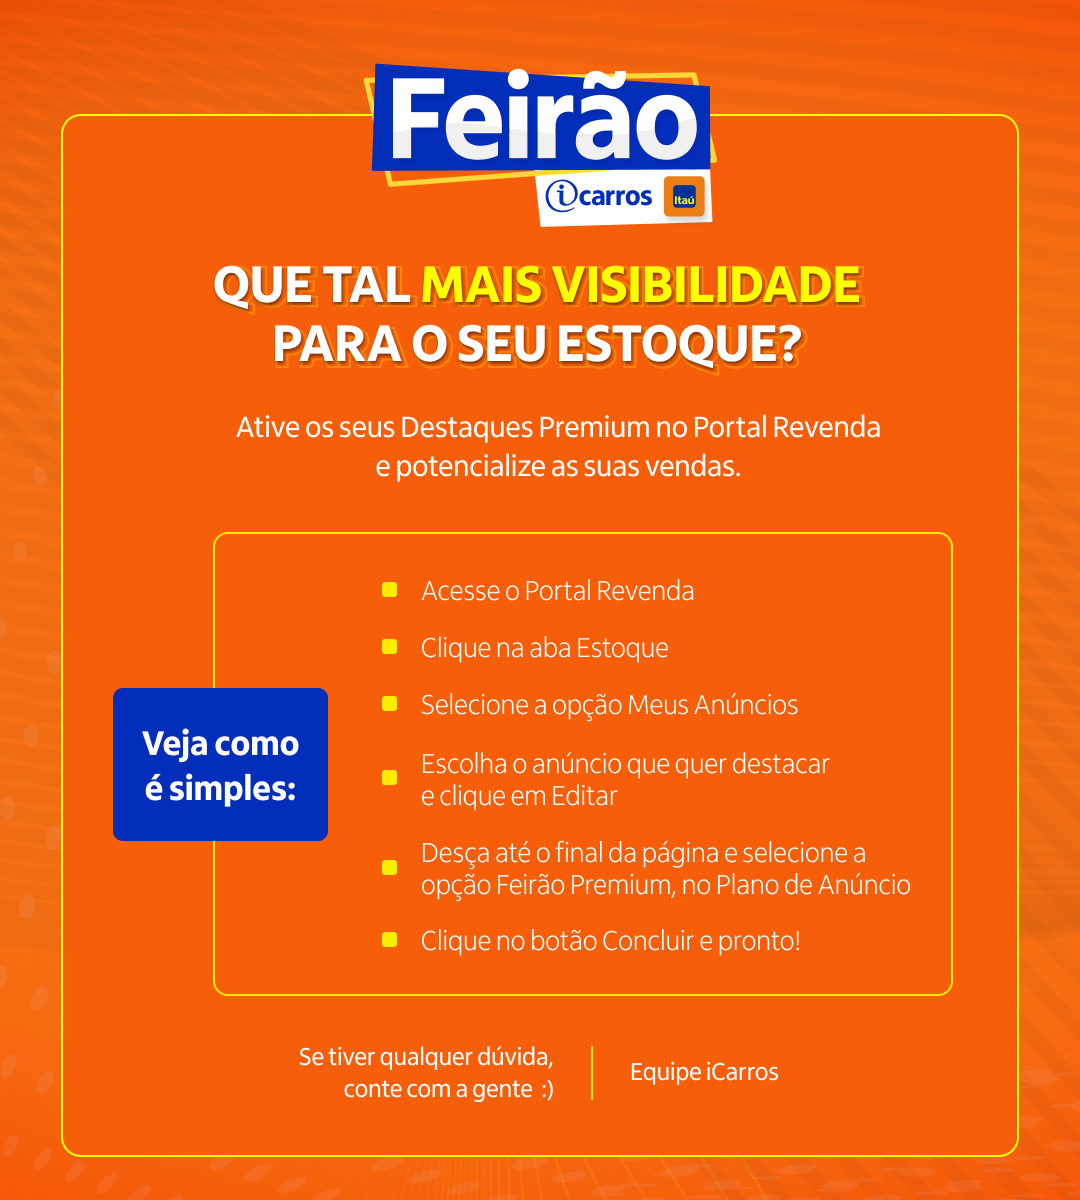 Feirão
icarros Itaú
QUE TAL MAIS VISIBILIDADE
PARA O SEU ESTOQUE?
Ative os seus Destaques Premium no Portal Revenda
e potencialize as suas vendas.
Veja como
é simples:
Acesse o Portal Revenda
Clique na aba Estoque
Selecione a opção Meus Anúncios
Escolha o anúncio que quer destacar
e clique em Editar
Desça até o final da página e selecione a
opção Feirão Premium, no Plano de Anúncio
Clique no botão Concluir e pronto!
Se tiver qualquer dúvida,
conte com a gente :)
Equipe iCarros